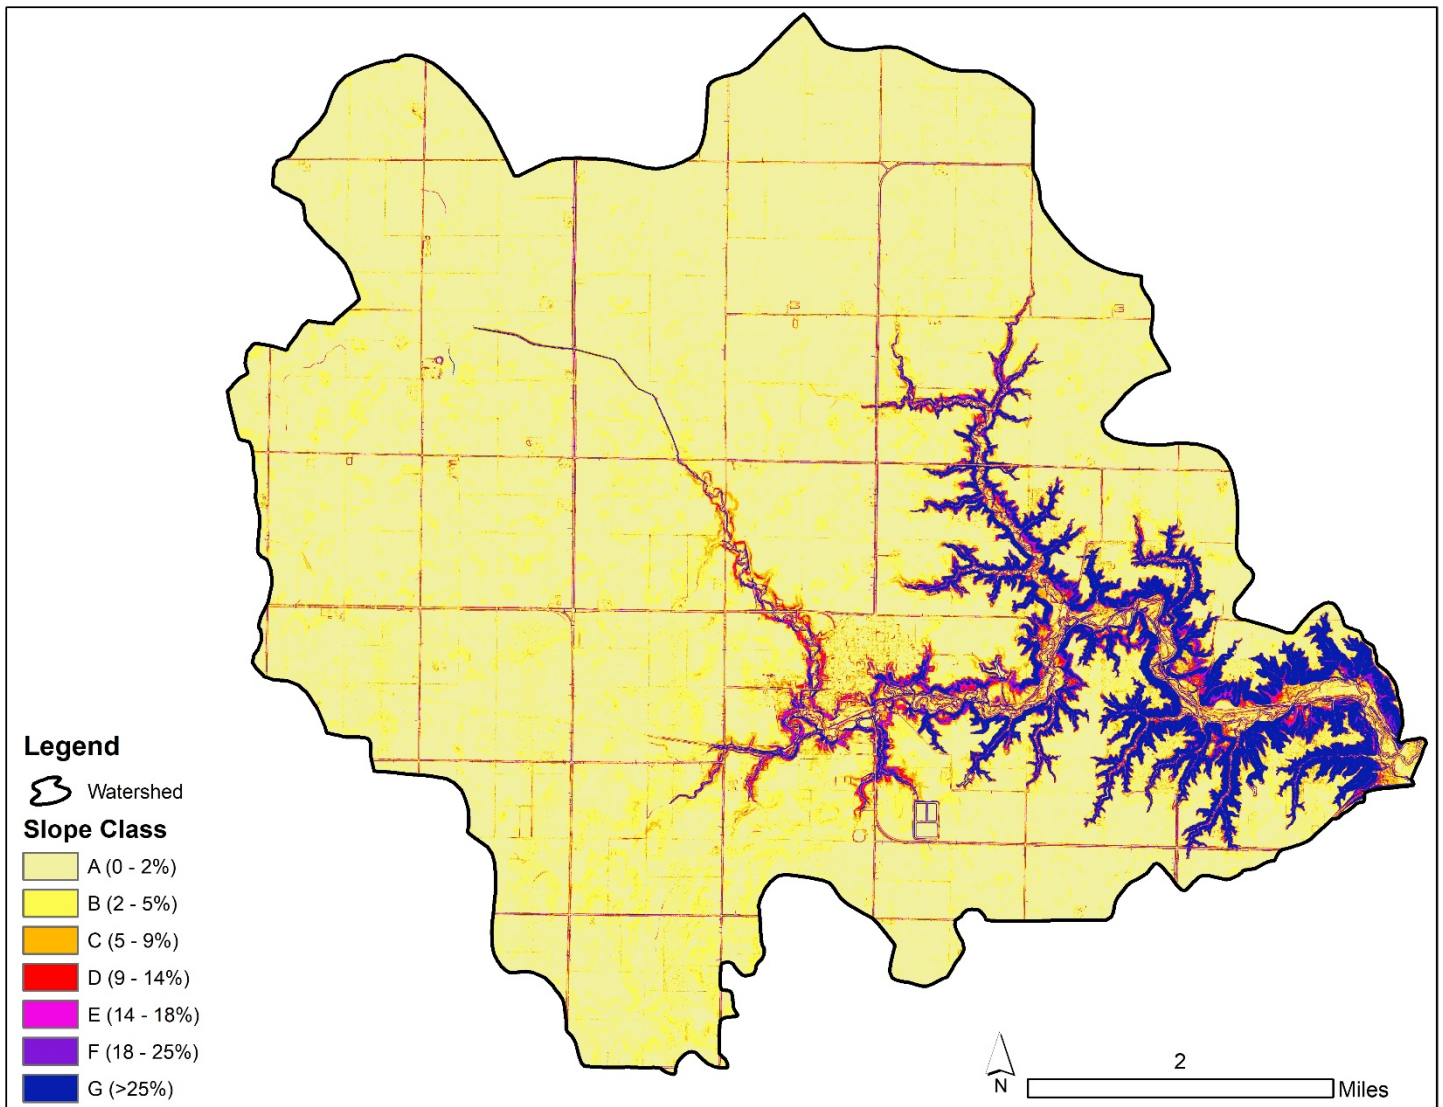 Legend
Watershed
Slope Class
A (0 - 2%)
B (2 - 5%)
C (5 - 9%)
D (9 - 14%)
E (14 - 18%)
F (18 - 25%)
G (>25%)
N
2
Miles